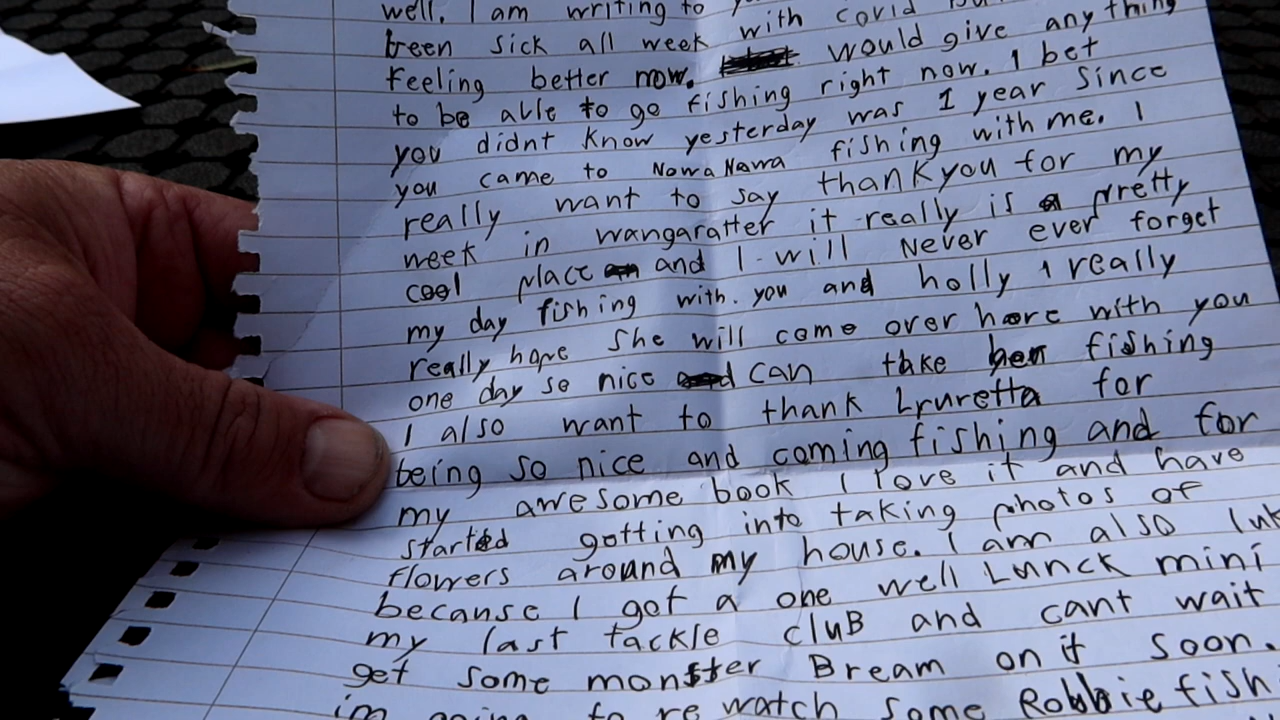 well. I am writing to
been sick all week with covid
feeling better now. would give anything
to be able to go fishing right now. I bet
you didnt know yesterday was 1 year since
you came to Nowa Nowa fishing with me. I
really want to say thankyou for my
week in wangaratter it really is a pretty
cool place and I will Never ever forget
my day fishing with. you and holly I really
really hope she will come over here with you
one day so nice can take her fishing
I also want to thank Lruretta for
being so nice and coming fishing and for
my awesome book I love it and have
started getting into taking photos of
flowers around my house. I am also
because I got a one well Lunck mini
my last tackle cluB and cant wait
get some monster Bream on it soon.
im going to re watch some Robbie fish